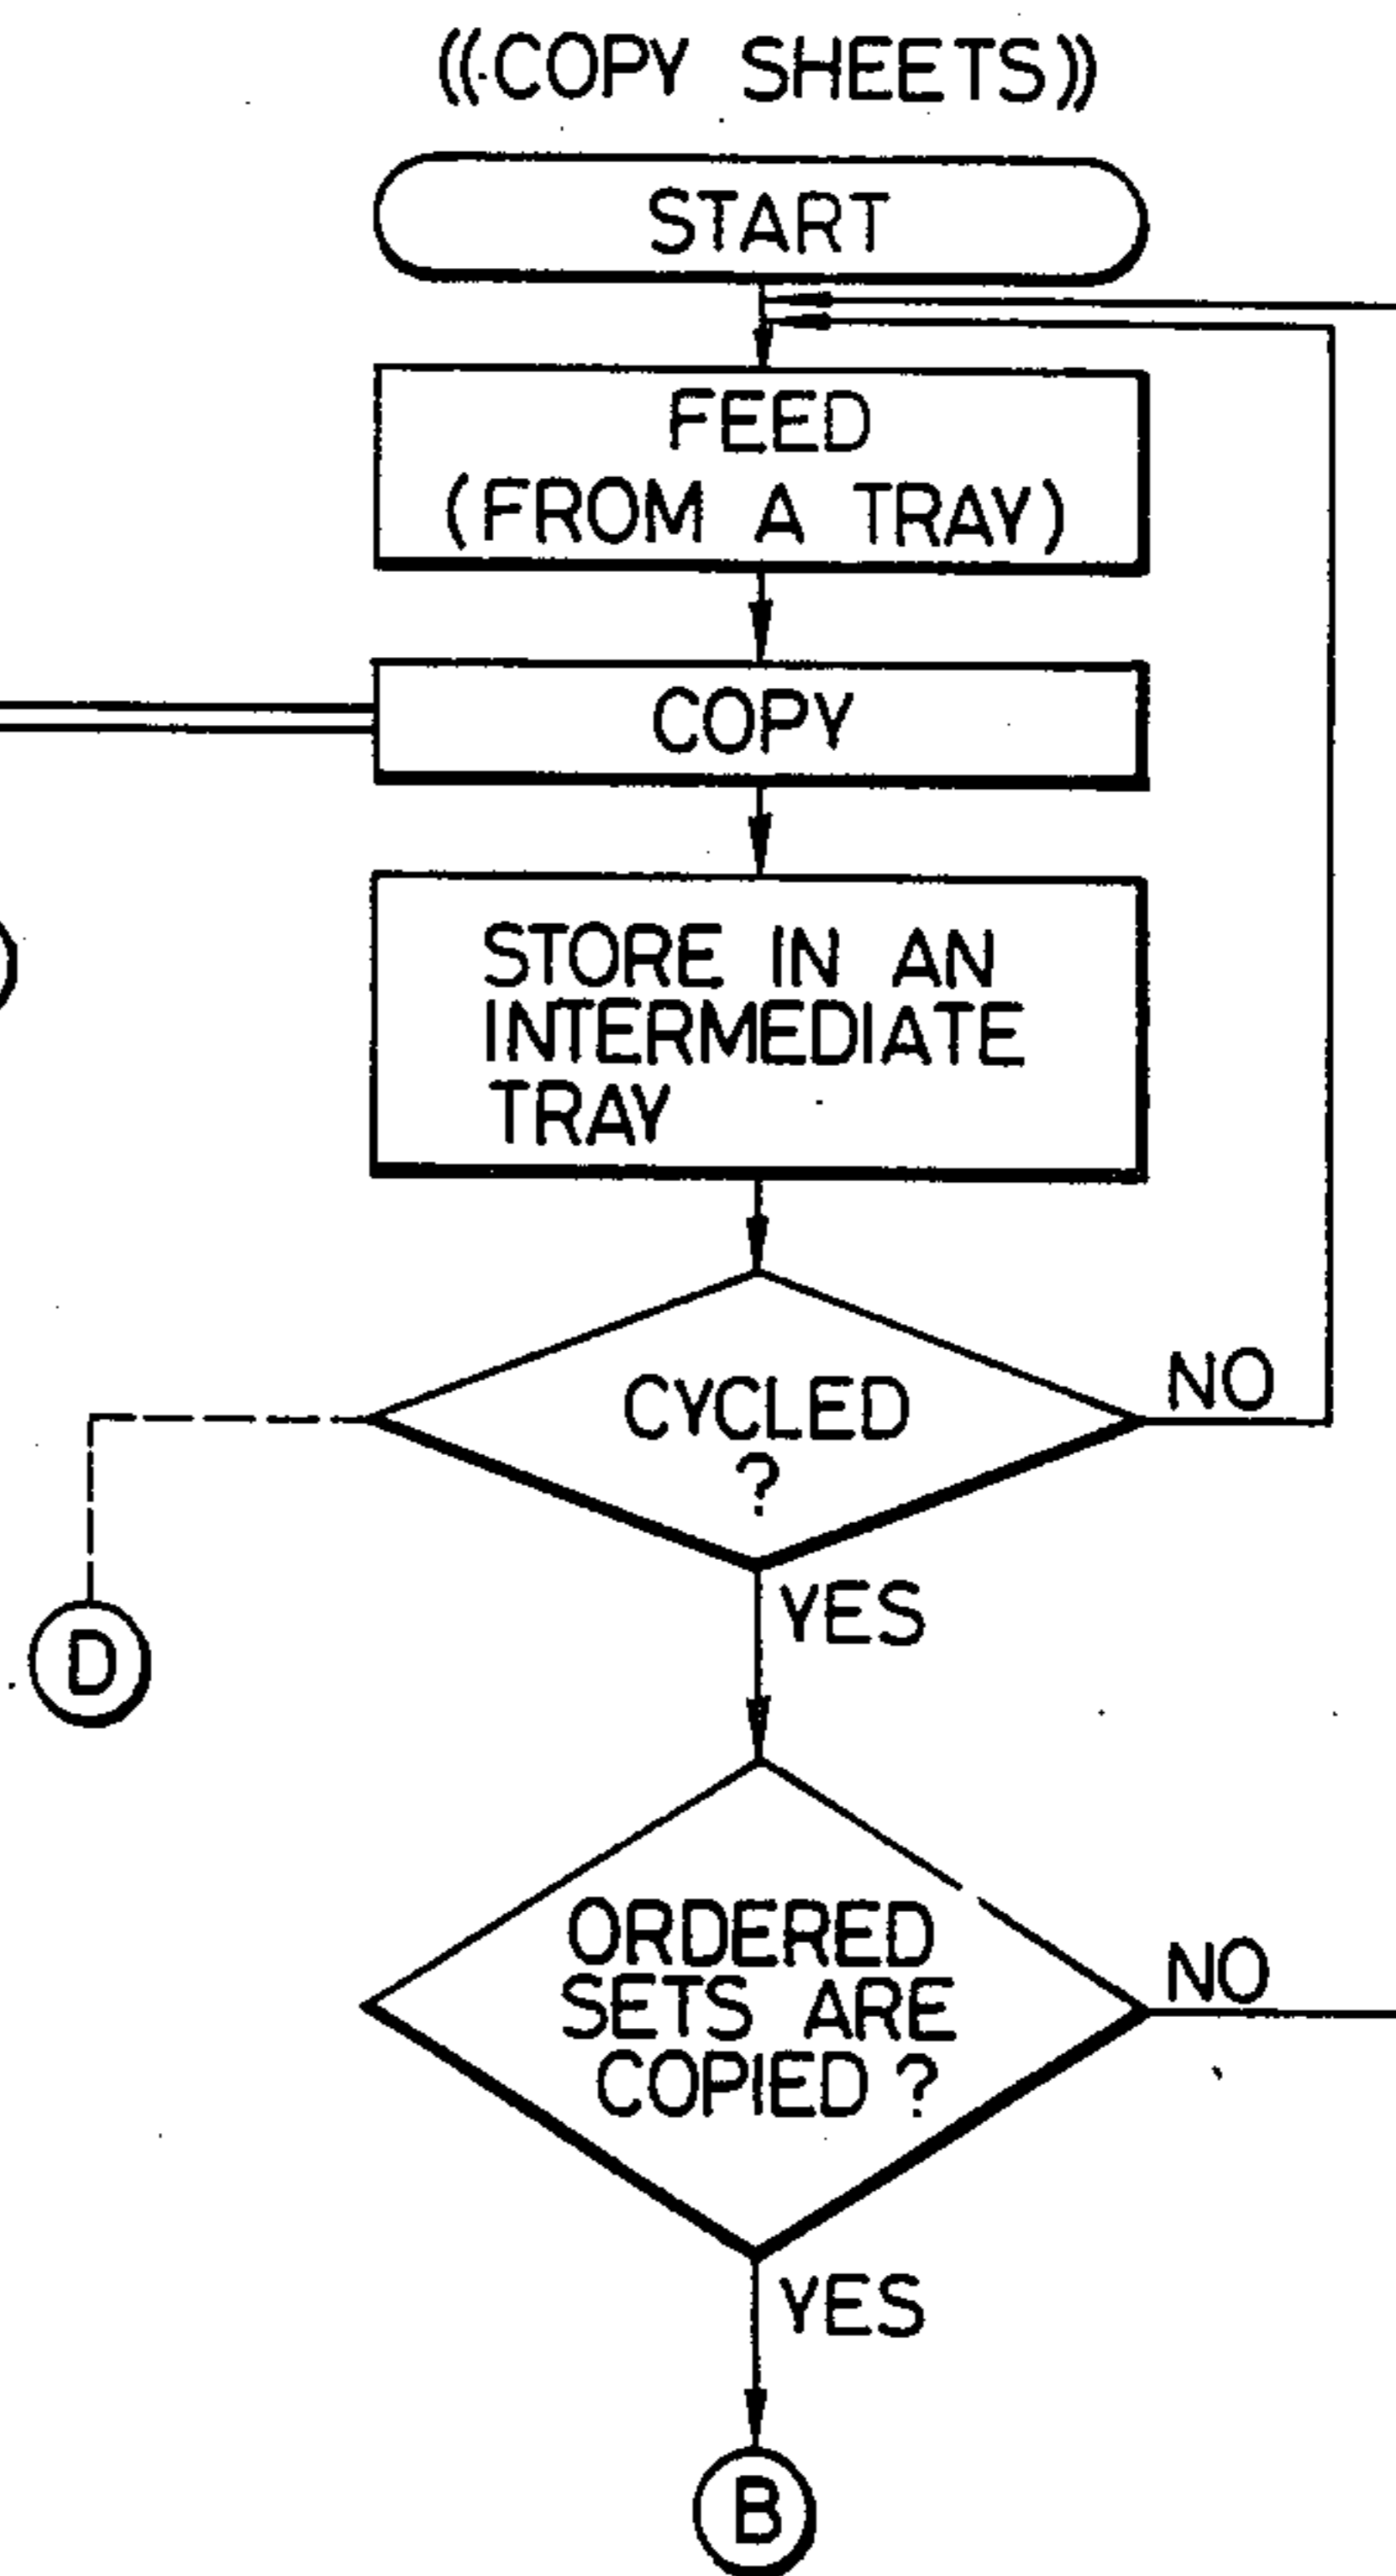 ((COPY SHEETS))
START
FEED
(FROM A TRAY)
COPY
STORE IN AN
INTERMEDIATE
TRAY
CYCLED
?
NO
YES
D
ORDERED
SETS ARE
COPIED ?
NO
YES
B